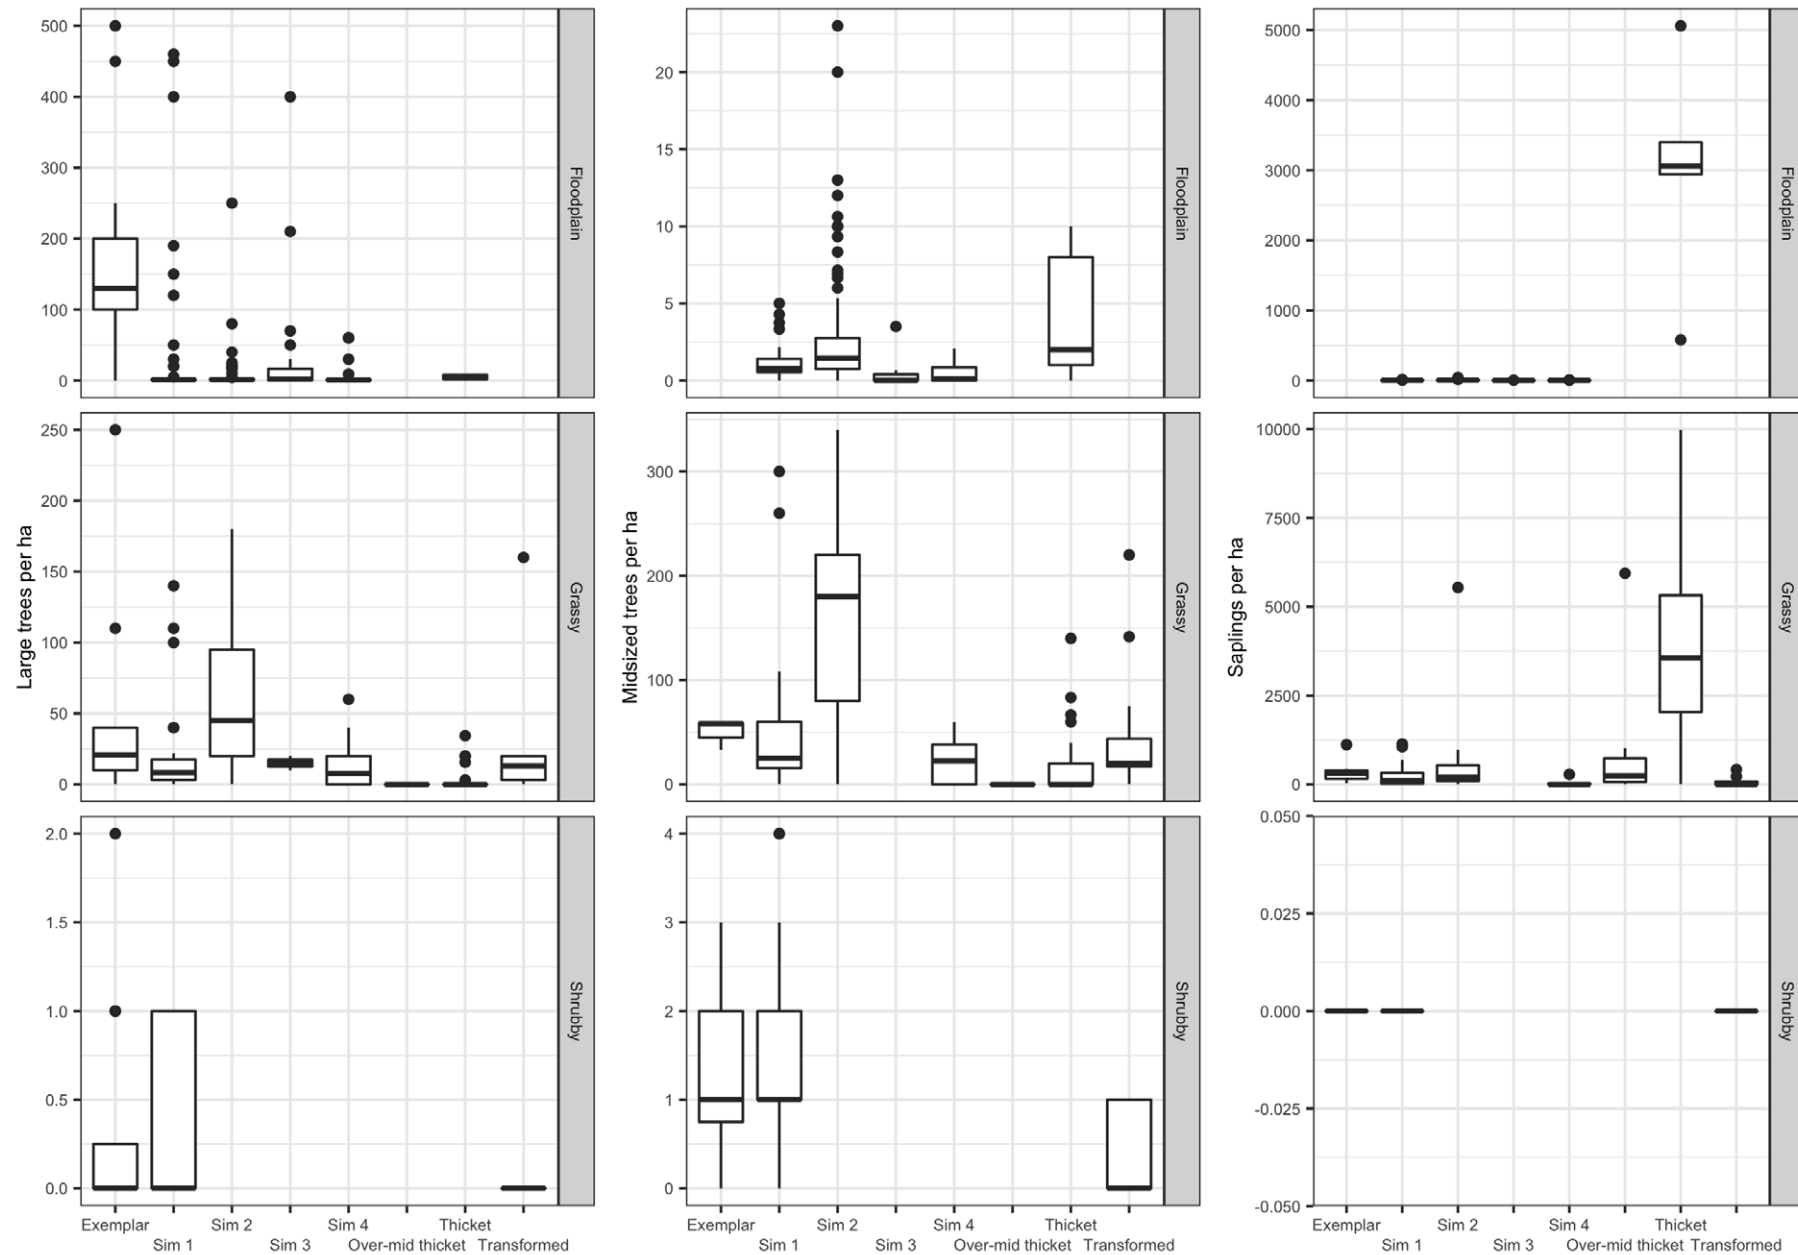 500
400
300
200
100
0
Floodplain
20
15
10
5
0
Floodplain
5000
4000
3000
2000
1000
0
Floodplain
Large trees per ha
250
200
150
100
50
0
Grassy
Midsized trees per ha
300
200
100
0
Grassy
Saplings per ha
10000
7500
5000
2500
0
Grassy
2.0
1.5
1.0
0.5
0.0
Shrubby
4
3
2
1
0
Shrubby
0.050
0.025
0.000
-0.025
-0.050
Shrubby
Exemplar Sim 2 Sim 4 Thicket
Sim 1 Sim 3 Over-mid thicket Transformed
Exemplar Sim 2 Sim 4 Thicket
Sim 1 Sim 3 Over-mid thicket Transformed
Exemplar Sim 2 Sim 4 Thicket
Sim 1 Sim 3 Over-mid thicket Transformed